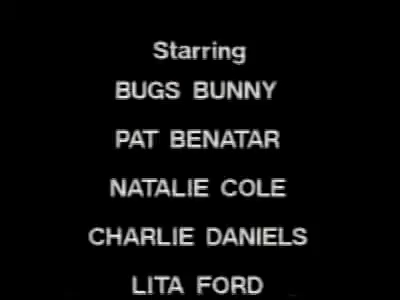 Starring
BUGS BUNNY
PAT BENATAR
NATALIE COLE
CHARLIE DANIELS
LITA FORD